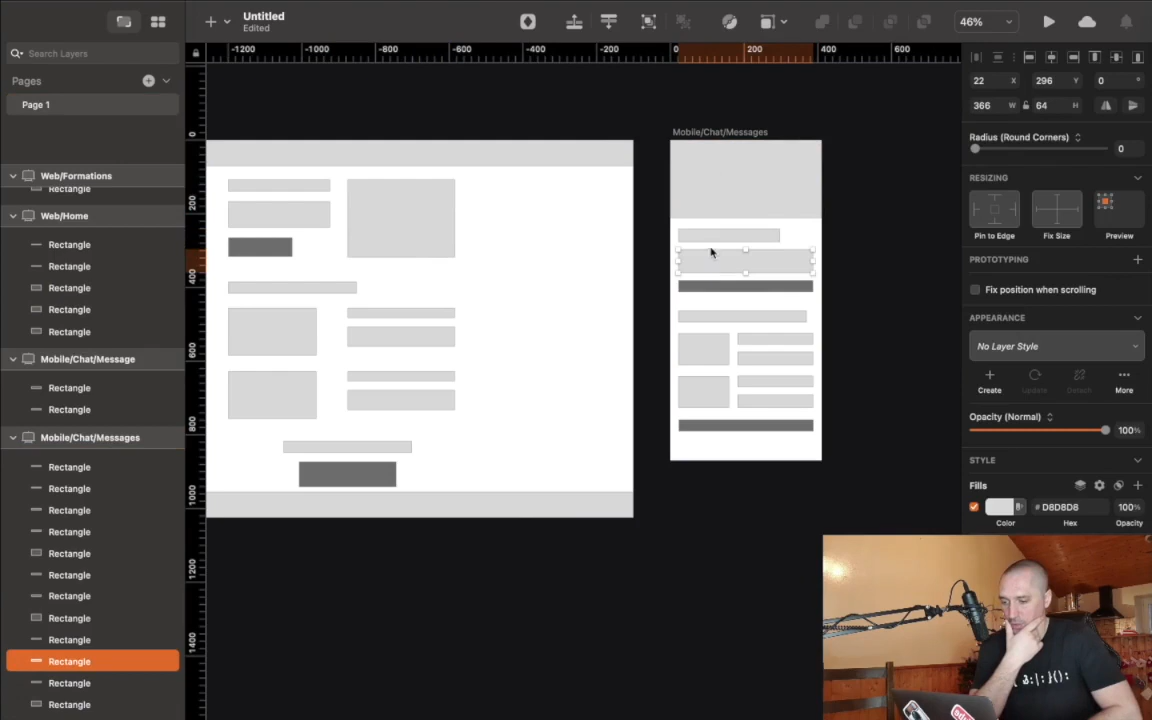 Untitled
Edited
46%
Search Layers
Pages
Page 1
Web/Formations
Rectangle
Web/Home
Rectangle
Rectangle
Rectangle
Rectangle
Rectangle
Mobile/Chat/Message
Rectangle
Rectangle
Mobile/Chat/Messages
Rectangle
Rectangle
Rectangle
Rectangle
Rectangle
Rectangle
Rectangle
Rectangle
Rectangle
Rectangle
Rectangle
Rectangle
-1200 -1000 -800 -600 -400 -200 0 200 400 600
0
200
400
600
800
1000
1200
1400
Mobile/Chat/Messages
22 X 296 Y 0 °
366 W 64 H
Radius (Round Corners)
0
RESIZING
Pin to Edge Fix Size Preview
PROTOTYPING
Fix position when scrolling
APPEARANCE
No Layer Style
Create Update Detach More
Opacity (Normal)
100%
STYLE
Fills
# D8D8D8 100%
Color Hex Opacity